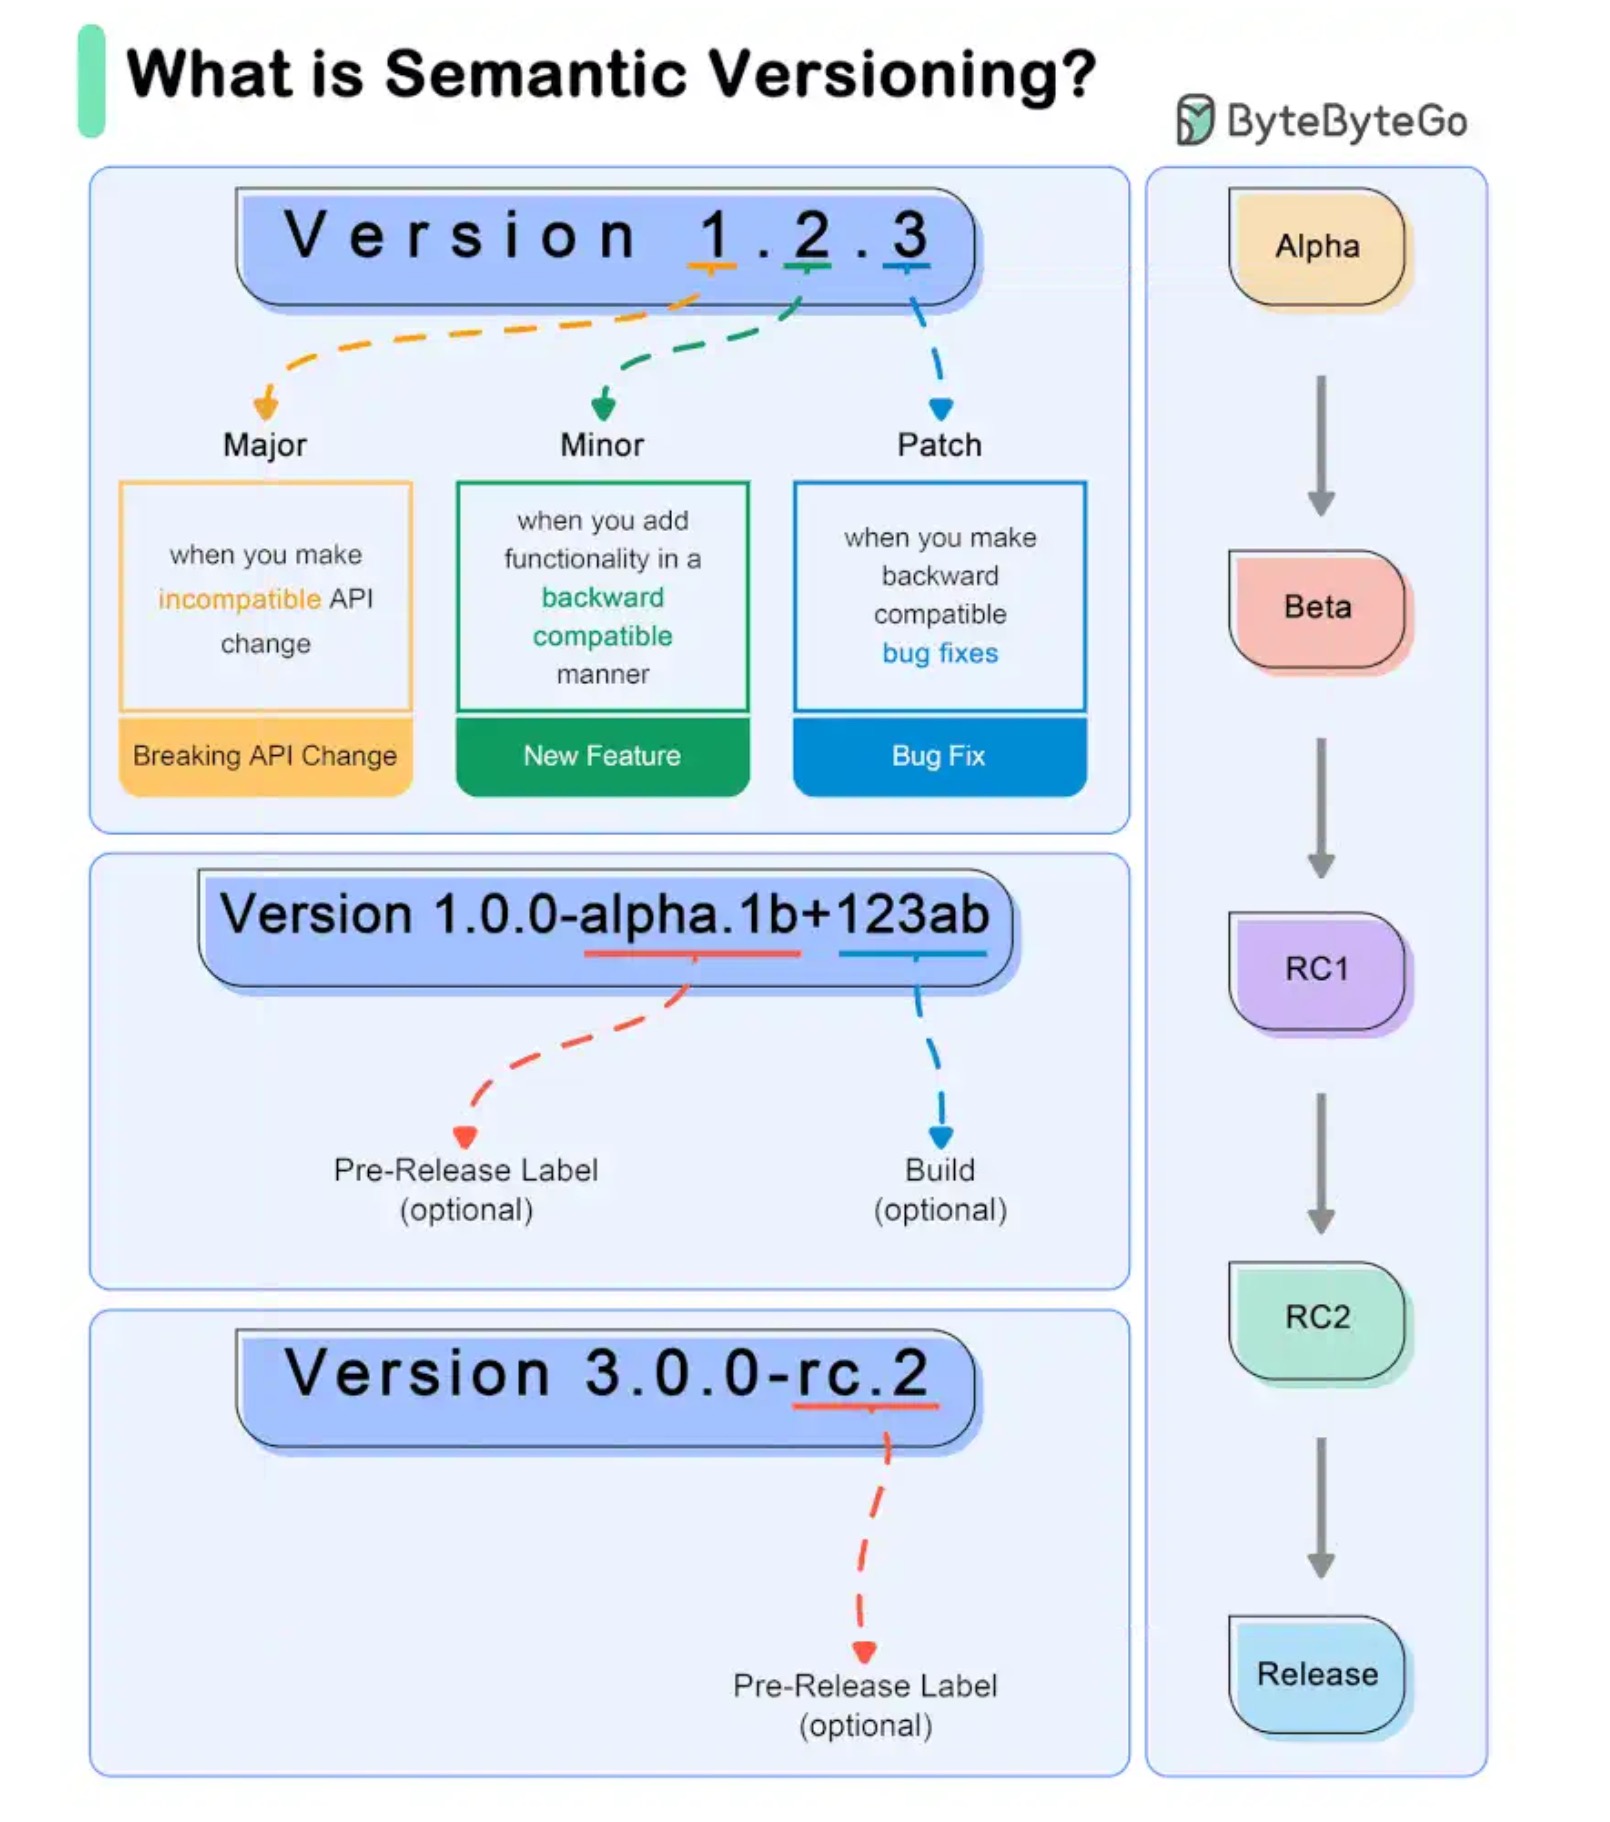 What is Semantic Versioning?
ByteByteGo
Version 1.2.3
Major
when you make
incompatible API
change
Breaking API Change
Minor
when you add
functionality in a
backward
compatible
manner
New Feature
Patch
when you make
backward
compatible
bug fixes
Bug Fix
Version 1.0.0-alpha.1b+123ab
Pre-Release Label
(optional)
Build
(optional)
Version 3.0.0-rc.2
Pre-Release Label
(optional)
Alpha
Beta
RC1
RC2
Release